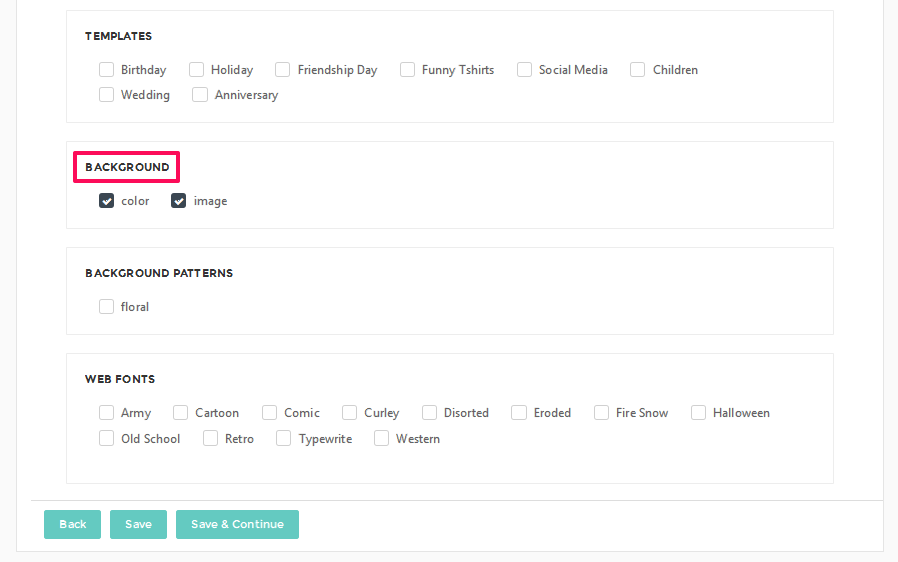 TEMPLATES
Birthday Holiday Friendship Day Funny Tshirts Social Media Children
Wedding Anniversary
BACKGROUND
color image
BACKGROUND PATTERNS
floral
WEB FONTS
Army Cartoon Comic Curley Disorted Eroded Fire Snow Halloween
Old School Retro Typewrite Western
Back Save Save & Continue